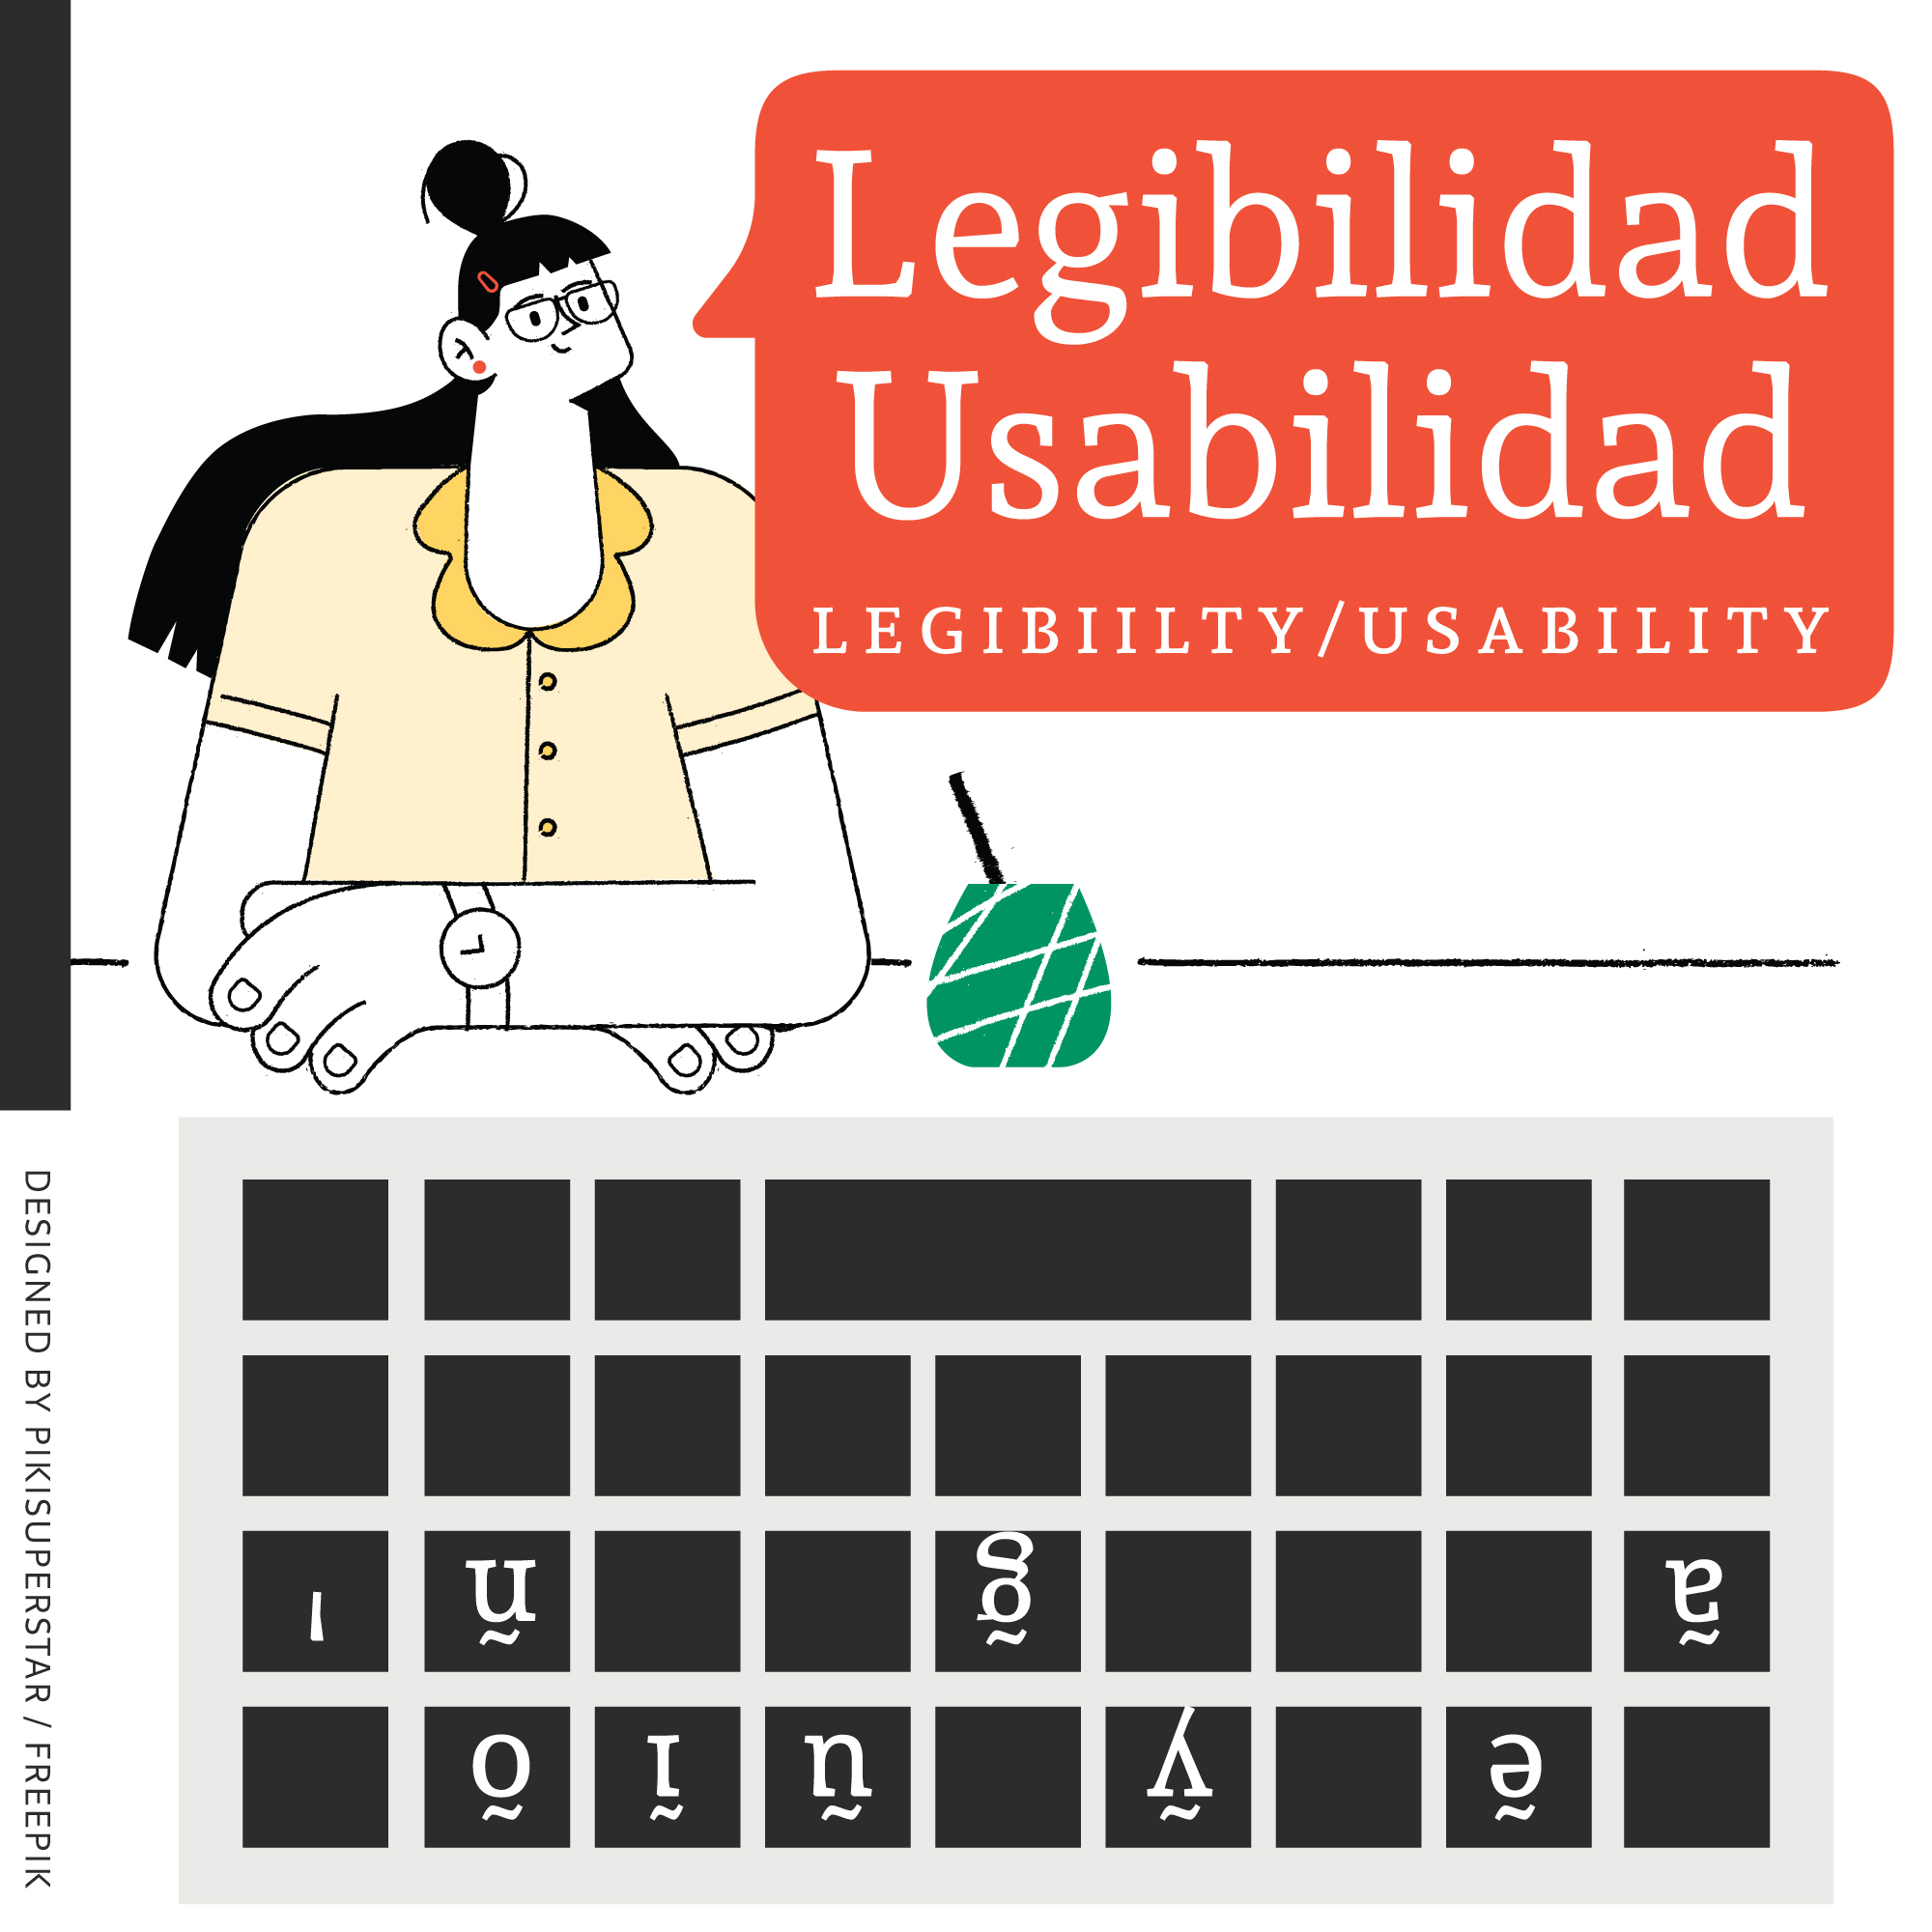 Legibilidad
Usabilidad
LEGIBIILTY/USABILITY
ẽ ỹ ũ ĩ õ
ã g̃ ñ '
DESIGNED BY PIKISUPERSTAR / FREEPIK